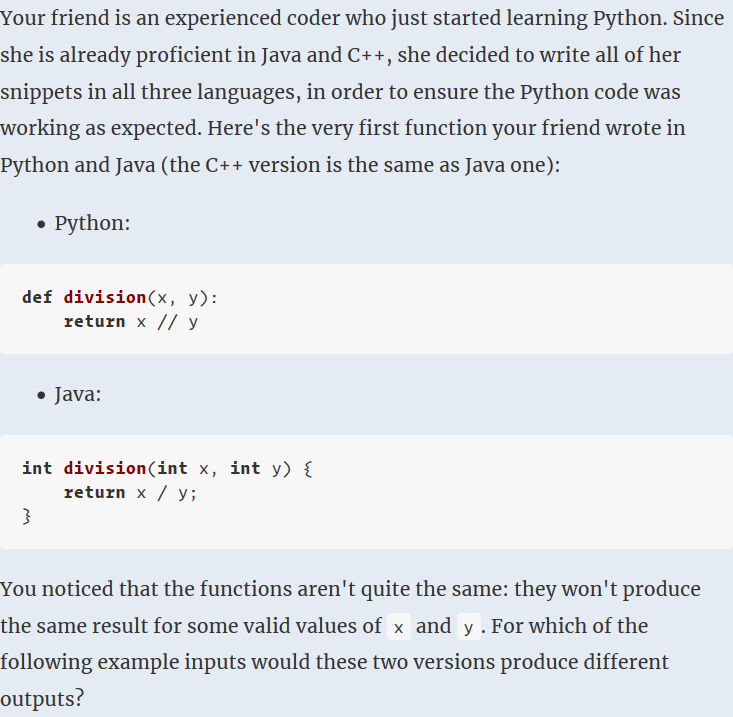 Your friend is an experienced coder who just started learning Python. Since
she is already proficient in Java and C++, she decided to write all of her
snippets in all three languages, in order to ensure the Python code was
working as expected. Here's the very first function your friend wrote in
Python and Java (the C++ version is the same as Java one):
• Python:
def division(x, y):
    return x // y
• Java:
int division(int x, int y) {
    return x / y;
}
You noticed that the functions aren't quite the same: they won't produce
the same result for some valid values of x and y. For which of the
following example inputs would these two versions produce different
outputs?